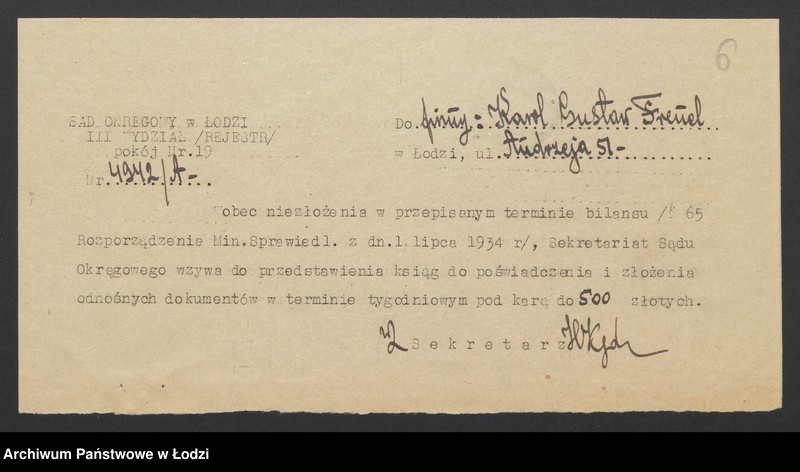 6
SĄD OKRĘGOWY w ŁODZI
III WYDZIAŁ /REJESTR/
pokój Nr.19
Nr. 4942/A-
Do firmy: Karol Gustav Freuel
w Łodzi, ul. Andrzeja 51-
Wobec niezłożenia w przepisanym terminie bilansu /§ 65
Rozporządzenia Min.Sprawiedl. z dn.1 lipca 1934 r/, Sekretariat Sądu
Okręgowego wzywa do przedstawienia ksiąg do poświadczenia i złożenia
odnośnych dokumentów w terminie tygodniowym pod karą do 500 złotych.
Sekretarz
Archiwum Państwowe w Łodzi